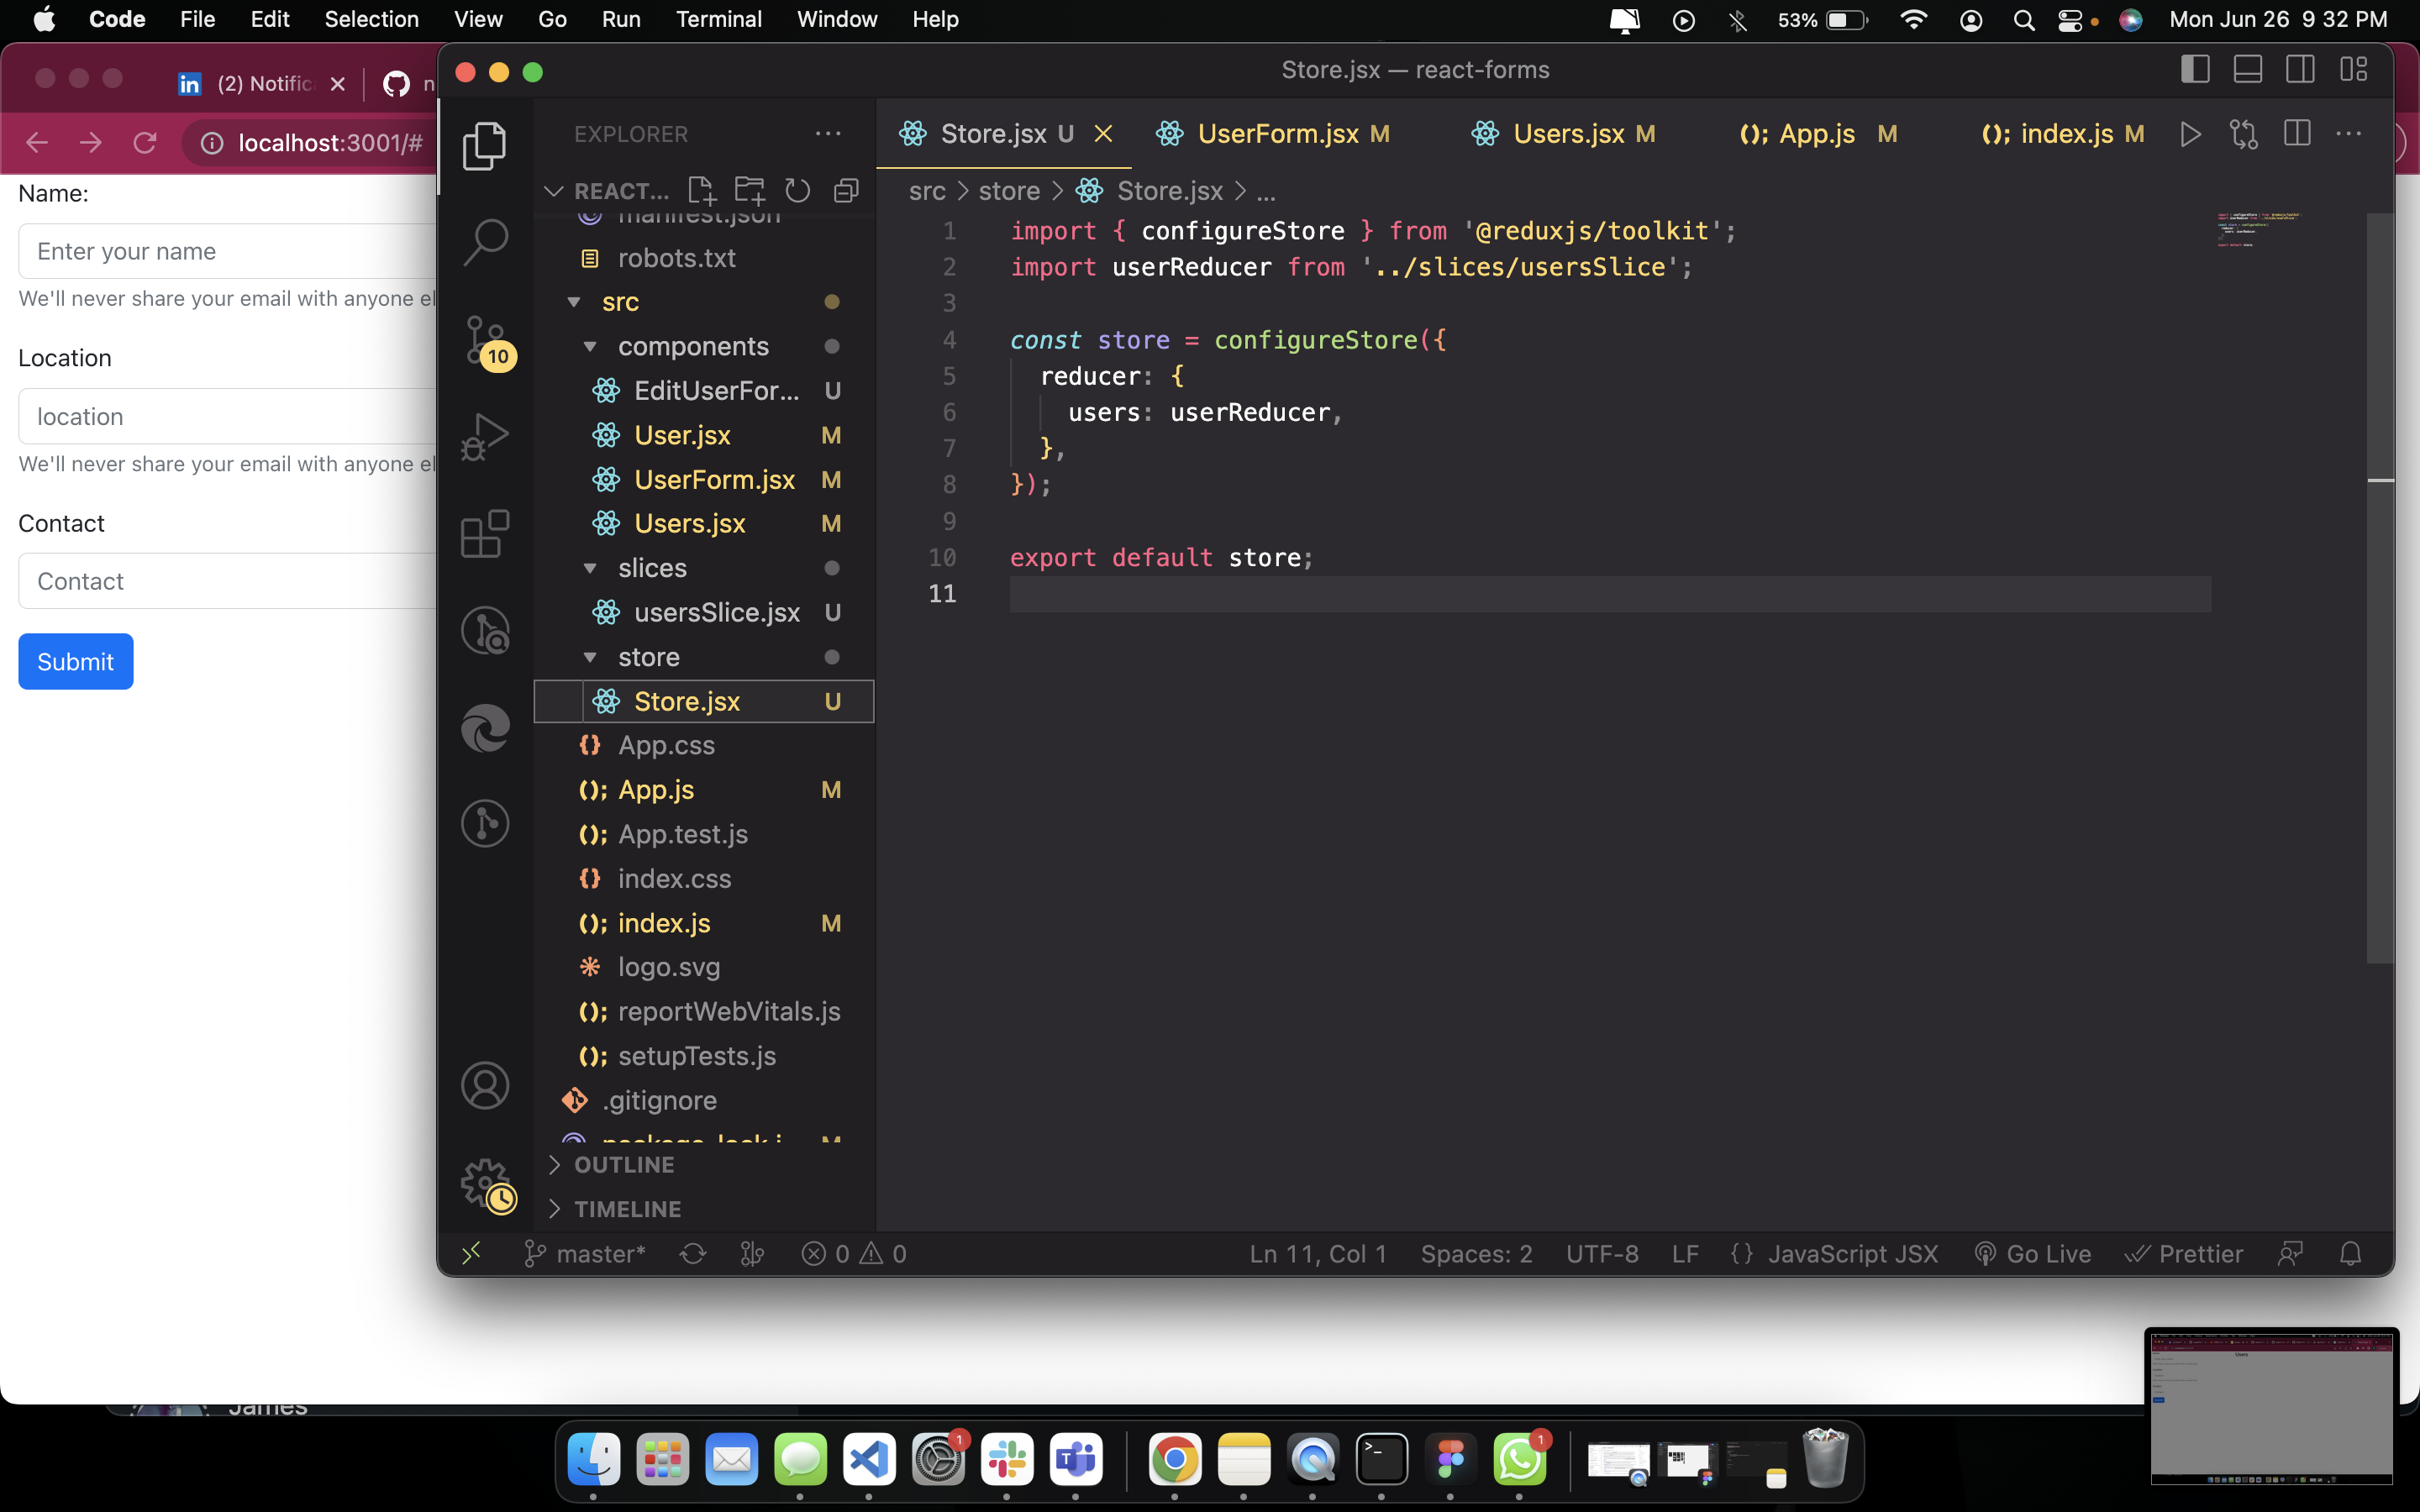 Code File Edit Selection View Go Run Terminal Window Help 53% Mon Jun 26 9 32 PM
(2) Notific
n
localhost:3001/#
Name:
Enter your name
We'll never share your email with anyone el
Location
location
We'll never share your email with anyone el
Contact
Contact
Submit
James
Store.jsx — react-forms
10
EXPLORER
REACT...
manifest.json
robots.txt
src
components
EditUserFor... U
User.jsx M
UserForm.jsx M
Users.jsx M
slices
usersSlice.jsx U
store
Store.jsx U
App.css
App.js M
App.test.js
index.css
index.js M
logo.svg
reportWebVitals.js
setupTests.js
.gitignore
package-lock.j M
OUTLINE
TIMELINE
Store.jsx U UserForm.jsx M Users.jsx M App.js M index.js M
src > store > Store.jsx > ...
1 import { configureStore } from '@reduxjs/toolkit';
2 import userReducer from '../slices/usersSlice';
3
4 const store = configureStore({
5 reducer: {
6 users: userReducer,
7 },
8 });
9
10 export default store;
11
master* 0 0 Ln 11, Col 1 Spaces: 2 UTF-8 LF {} JavaScript JSX Go Live Prettier
1
1